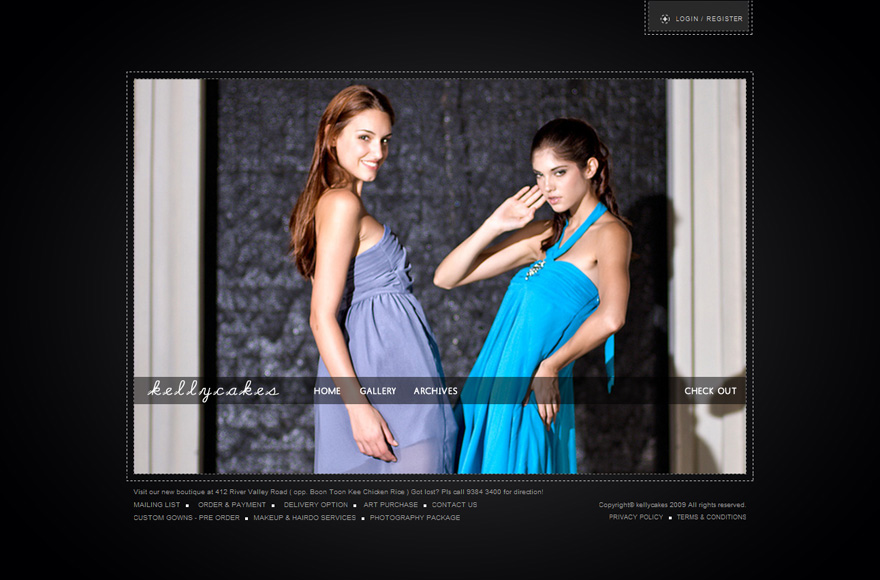 LOGIN / REGISTER
kellycakes HOME GALLERY ARCHIVES CHECK OUT
Visit our new boutique at 412 River Valley Road ( opp. Boon Toon Kee Chicken Rice ) Got lost? Pls call 9384 3400 for direction!
MAILING LIST ORDER & PAYMENT DELIVERY OPTION ART PURCHASE CONTACT US Copyright© kellycakes 2009 All rights reserved.
CUSTOM GOWNS - PRE ORDER MAKEUP & HAIRDO SERVICES PHOTOGRAPHY PACKAGE PRIVACY POLICY TERMS & CONDITIONS